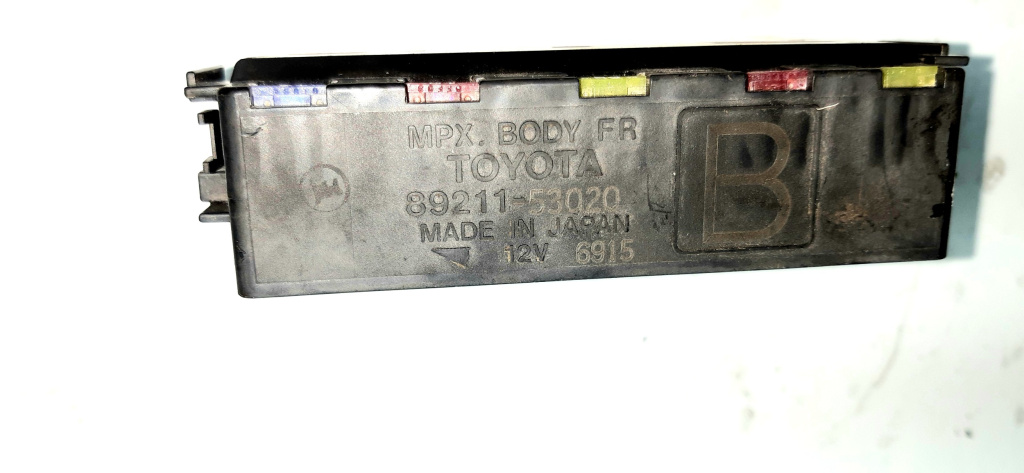 MPX. BODY FR
TOYOTA
89211-53020
MADE IN JAPAN
12V 6915
B